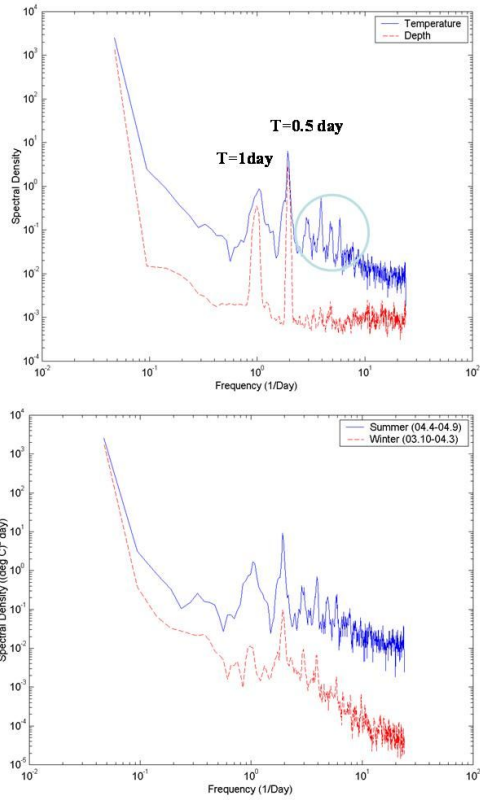 10^4
10^3
10^2
10^1
10^0
10^-1
10^-2
10^-3
10^-4
Spectral Density
Temperature
Depth
T=0.5 day
T=1day
10^-2
10^-1
10^0
10^1
10^2
Frequency (1/Day)
10^4
10^3
10^2
10^1
10^0
10^-1
10^-2
10^-3
10^-4
10^-5
Spectral Density ((deg C)^2 day)
Summer (04.4-04.9)
Winter (03.10-04.3)
10^-2
10^-1
10^0
10^1
10^2
Frequency (1/Day)